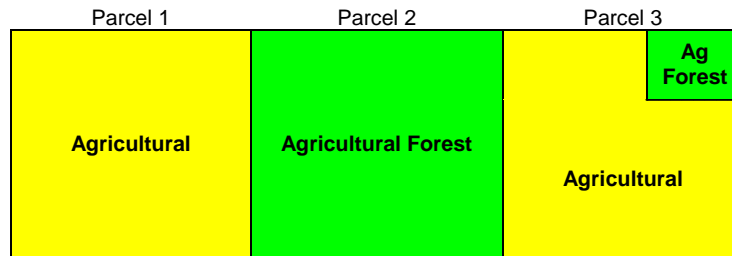 Parcel 1
Parcel 2
Parcel 3
Ag
Forest
Agricultural
Agricultural Forest
Agricultural